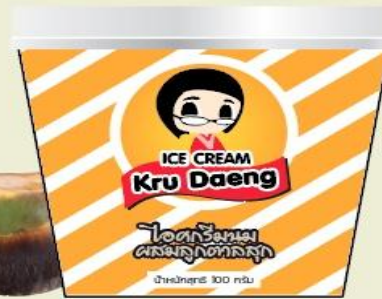 ICE CREAM
Kru Daeng
ไอศกรีมนม
ผสมลูกตาลสุก
น้ำหนักสุทธิ 100 กรัม